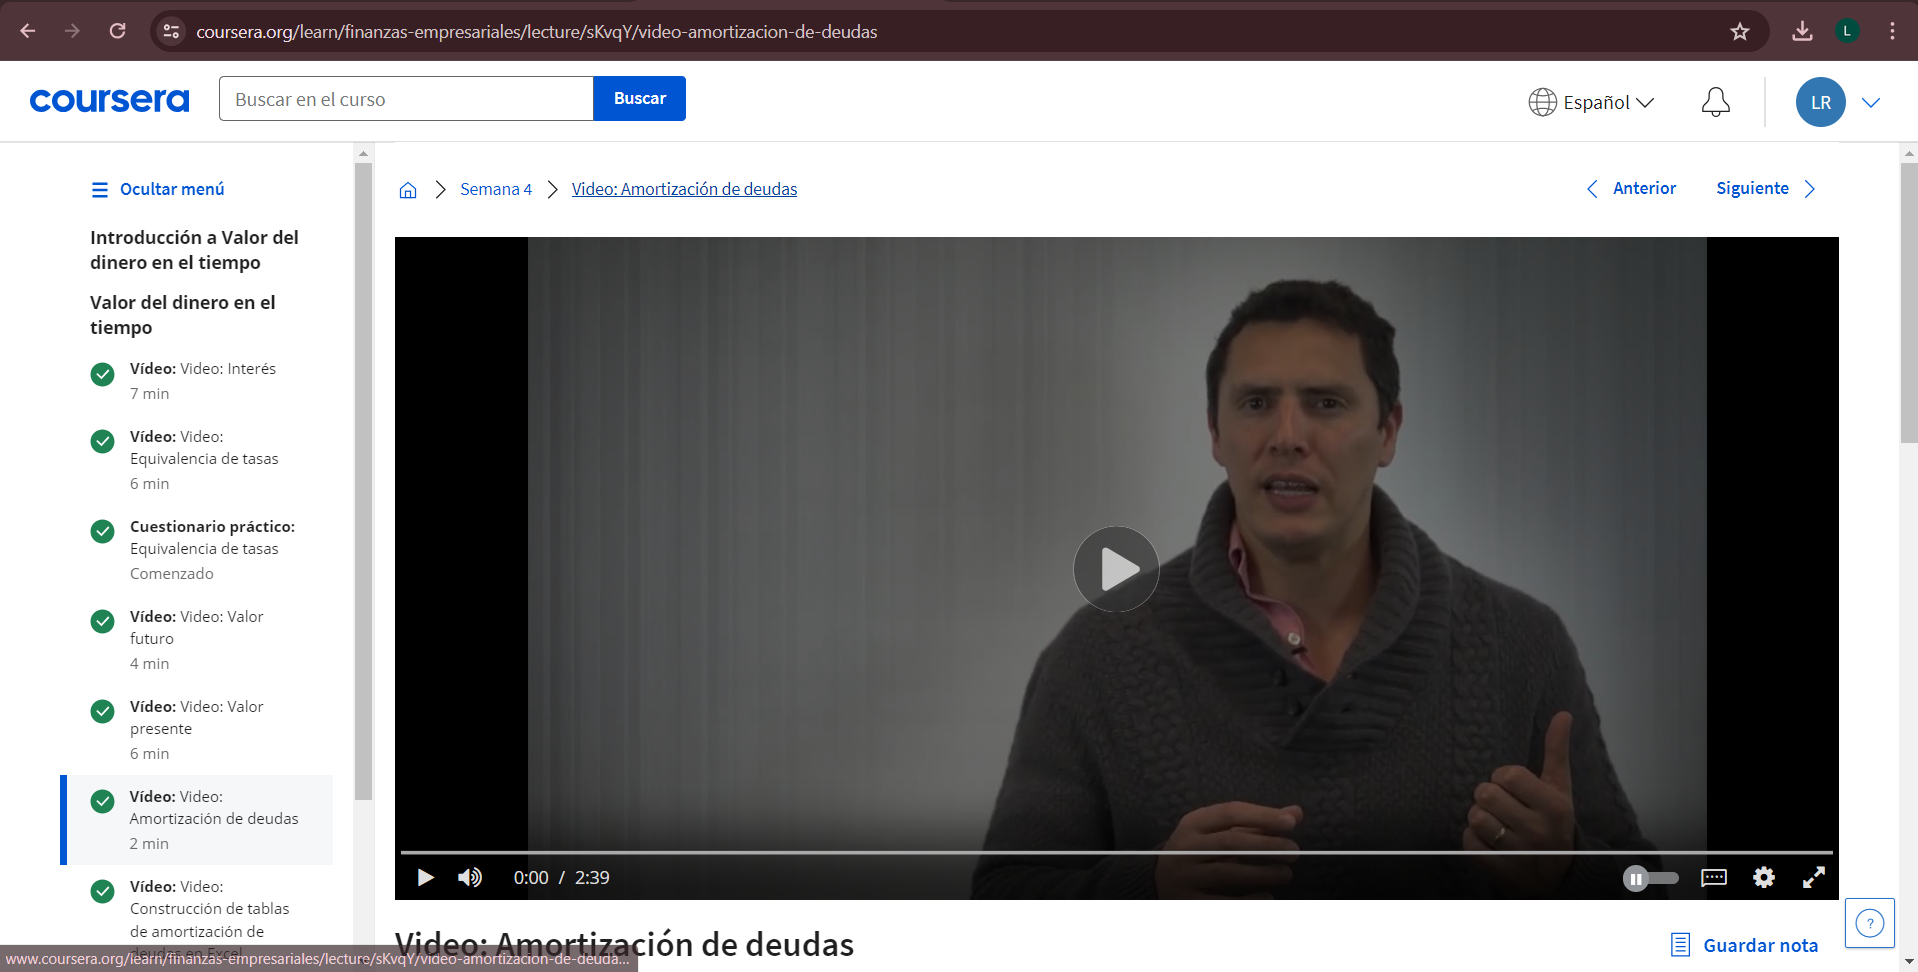 coursera.org/learn/finanzas-empresariales/lecture/sKvqY/video-amortizacion-de-deudas
L
coursera
Buscar en el curso
Buscar
Español
LR
Ocultar menú
Introducción a Valor del
dinero en el tiempo
Valor del dinero en el
tiempo
Vídeo: Video: Interés
7 min
Vídeo: Video:
Equivalencia de tasas
6 min
Cuestionario práctico:
Equivalencia de tasas
Comenzado
Vídeo: Video: Valor
futuro
4 min
Vídeo: Video: Valor
presente
6 min
Vídeo: Video:
Amortización de deudas
2 min
Vídeo: Video:
Construcción de tablas
de amortización de
deudas en Excel
Semana 4
Video: Amortización de deudas
Anterior
Siguiente
0:00 / 2:39
Video: Amortización de deudas
Guardar nota
?
www.coursera.org/learn/finanzas-empresariales/lecture/sKvqY/video-amortizacion-de-deuda...